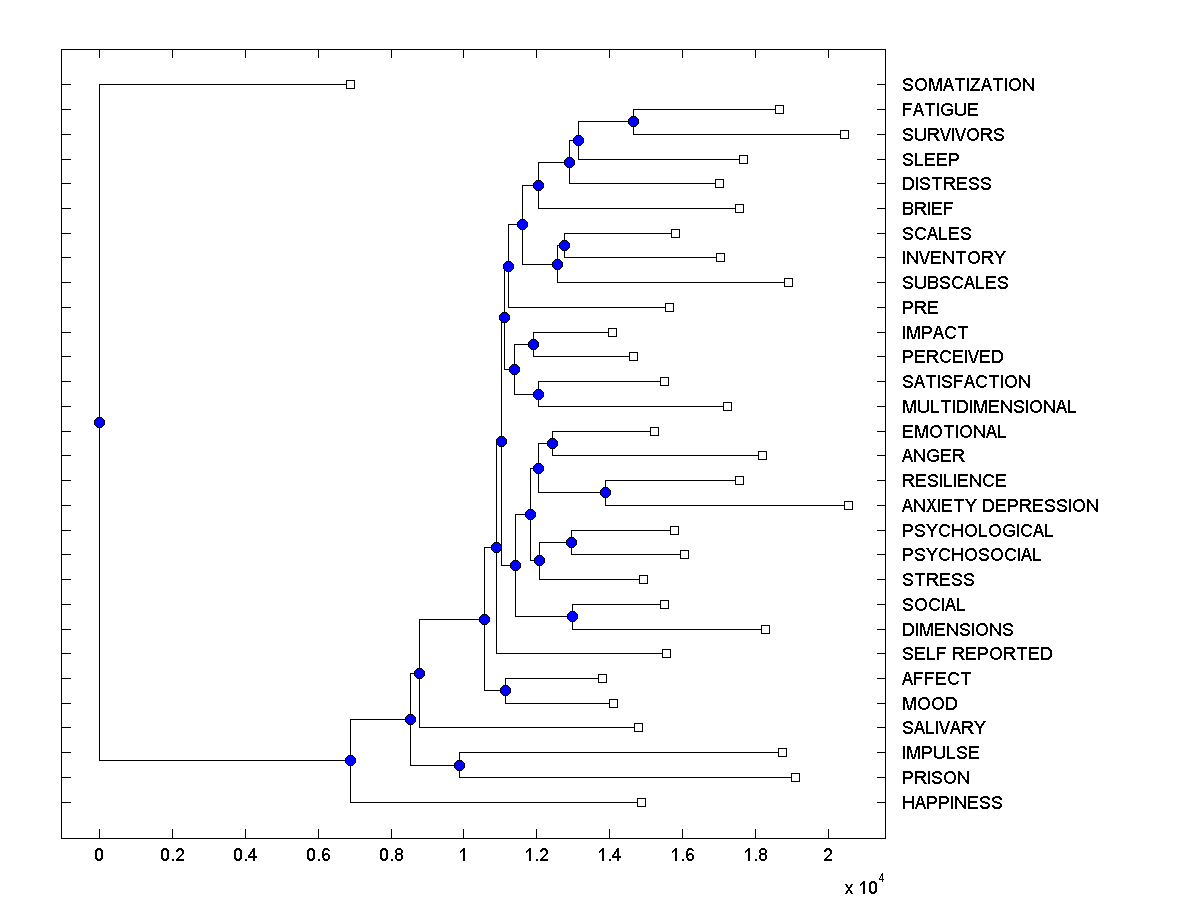 SOMATIZATION
FATIGUE
SURVIVORS
SLEEP
DISTRESS
BRIEF
SCALES
INVENTORY
SUBSCALES
PRE
IMPACT
PERCEIVED
SATISFACTION
MULTIDIMENSIONAL
EMOTIONAL
ANGER
RESILIENCE
ANXIETY DEPRESSION
PSYCHOLOGICAL
PSYCHOSOCIAL
STRESS
SOCIAL
DIMENSIONS
SELF REPORTED
AFFECT
MOOD
SALIVARY
IMPULSE
PRISON
HAPPINESS
0 0.2 0.4 0.6 0.8 1 1.2 1.4 1.6 1.8 2
x 10^4